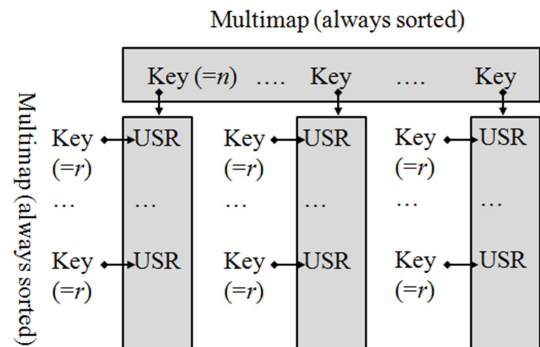 Multimap (always sorted)
Key (=n) .... Key .... Key
Multimap (always sorted)
Key USR Key USR Key USR
(=r) (=r) (=r)
... ... ... ... ... ...
Key USR Key USR Key USR
(=r) (=r) (=r)